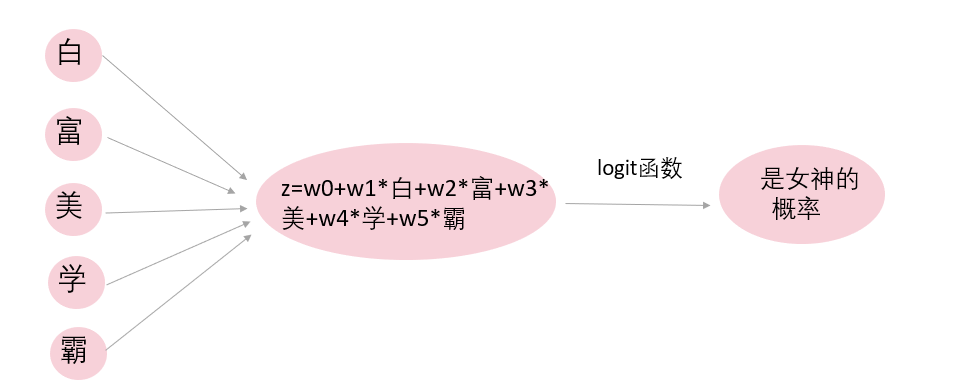 白
富
美
学
霸
z=w0+w1*白+w2*富+w3*
美+w4*学+w5*霸
logit函数
是女神的
概率